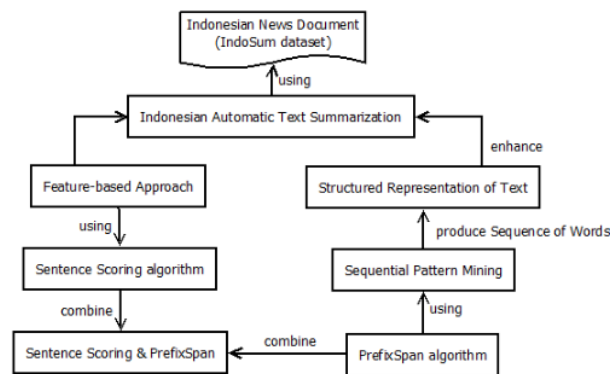 Indonesian News Document
(IndoSum dataset)
using
Indonesian Automatic Text Summarization
enhance
Feature-based Approach
Structured Representation of Text
using
produce Sequence of Words
Sentence Scoring algorithm
Sequential Pattern Mining
combine
using
Sentence Scoring & PrefixSpan
combine
PrefixSpan algorithm